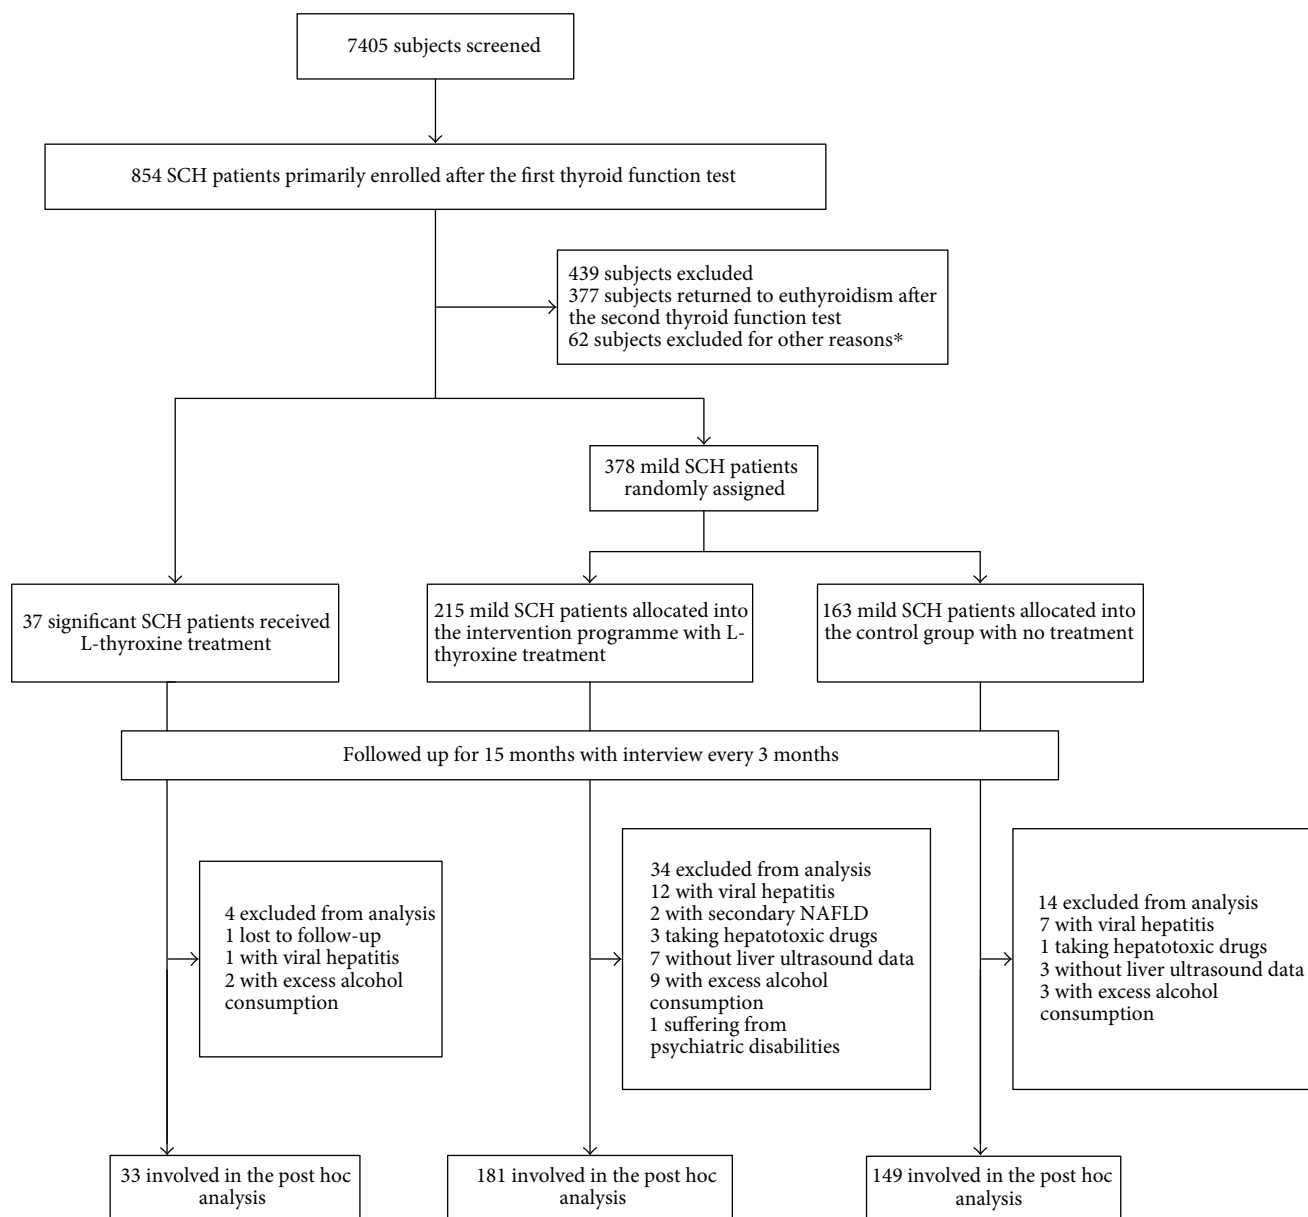 7405 subjects screened
854 SCH patients primarily enrolled after the first thyroid function test
439 subjects excluded
377 subjects returned to euthyroidism after
the second thyroid function test
62 subjects excluded for other reasons*
378 mild SCH patients
randomly assigned
37 significant SCH patients received
L-thyroxine treatment
215 mild SCH patients allocated into
the intervention programme with L-
thyroxine treatment
163 mild SCH patients allocated into
the control group with no treatment
Followed up for 15 months with interview every 3 months
4 excluded from analysis
1 lost to follow-up
1 with viral hepatitis
2 with excess alcohol
consumption
34 excluded from analysis
12 with viral hepatitis
2 with secondary NAFLD
3 taking hepatotoxic drugs
7 without liver ultrasound data
9 with excess alcohol
consumption
1 suffering from
psychiatric disabilities
14 excluded from analysis
7 with viral hepatitis
1 taking hepatotoxic drugs
3 without liver ultrasound data
3 with excess alcohol
consumption
33 involved in the post hoc
analysis
181 involved in the post hoc
analysis
149 involved in the post hoc
analysis